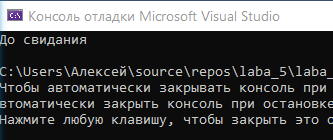 Консоль отладки Microsoft Visual Studio
До свидания
C:\Users\Алексей\source\repos\laba_5\laba_
Чтобы автоматически закрывать консоль при
втоматически закрыть консоль при остановке
Нажмите любую клавишу, чтобы закрыть это о